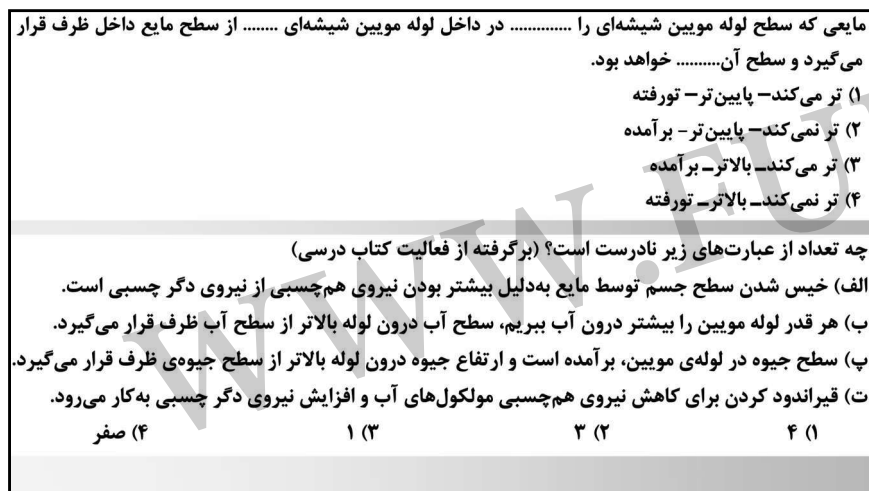 مایعی که سطح لوله مویین شیشه‌ای را .............. در داخل لوله مویین شیشه‌ای ........ از سطح مایع داخل ظرف قرار
می‌گیرد و سطح آن.......... خواهد بود.
۱) تر می‌کند– پایین‌تر– تورفته
۲) تر نمی‌کند– پایین‌تر- برآمده
۳) تر می‌کند_ بالاتر_ برآمده
۴) تر نمی‌کند_ بالاتر_ تورفته
چه تعداد از عبارت‌های زیر نادرست است؟ (برگرفته از فعالیت کتاب درسی)
الف) خیس شدن سطح جسم توسط مایع به‌دلیل بیشتر بودن نیروی هم‌چسبی از نیروی دگر چسبی است.
ب) هر قدر لوله مویین را بیشتر درون آب ببریم، سطح آب درون لوله بالاتر از سطح آب ظرف قرار می‌گیرد.
پ) سطح جیوه در لوله‌ی مویین، برآمده است و ارتفاع جیوه درون لوله بالاتر از سطح جیوه‌ی ظرف قرار می‌گیرد.
ت) قیراندود کردن برای کاهش نیروی هم‌چسبی مولکول‌های آب و افزایش نیروی دگر چسبی به‌کار می‌رود.
۱) ۴ ۲) ۳ ۳) ۱ ۴) صفر
WWW.FU